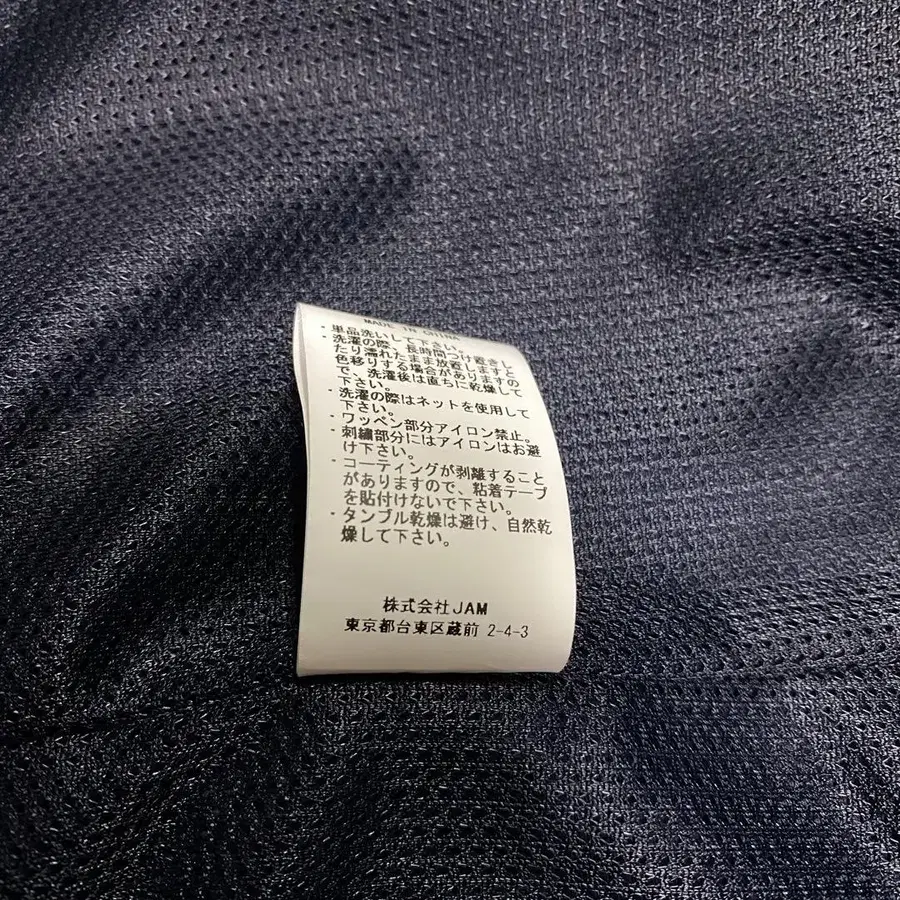 MADE IN CHINA
・単品洗いして下さい。
・洗濯の際、長時間つけ置きし
たり濡れたまま放置しますと
色移りする場合がありますの
で、洗濯後は直ちに乾燥して
下さい。
・洗濯の際はネットを使用して
下さい。
・ワッペン部分アイロン禁止。
・刺繍部分にはアイロンはお避
け下さい。
・コーティングが剥離すること
がありますので、粘着テープ
を貼付けないで下さい。
・タンブル乾燥は避け、自然乾
燥して下さい。
株式会社JAM
東京都台東区蔵前 2-4-3